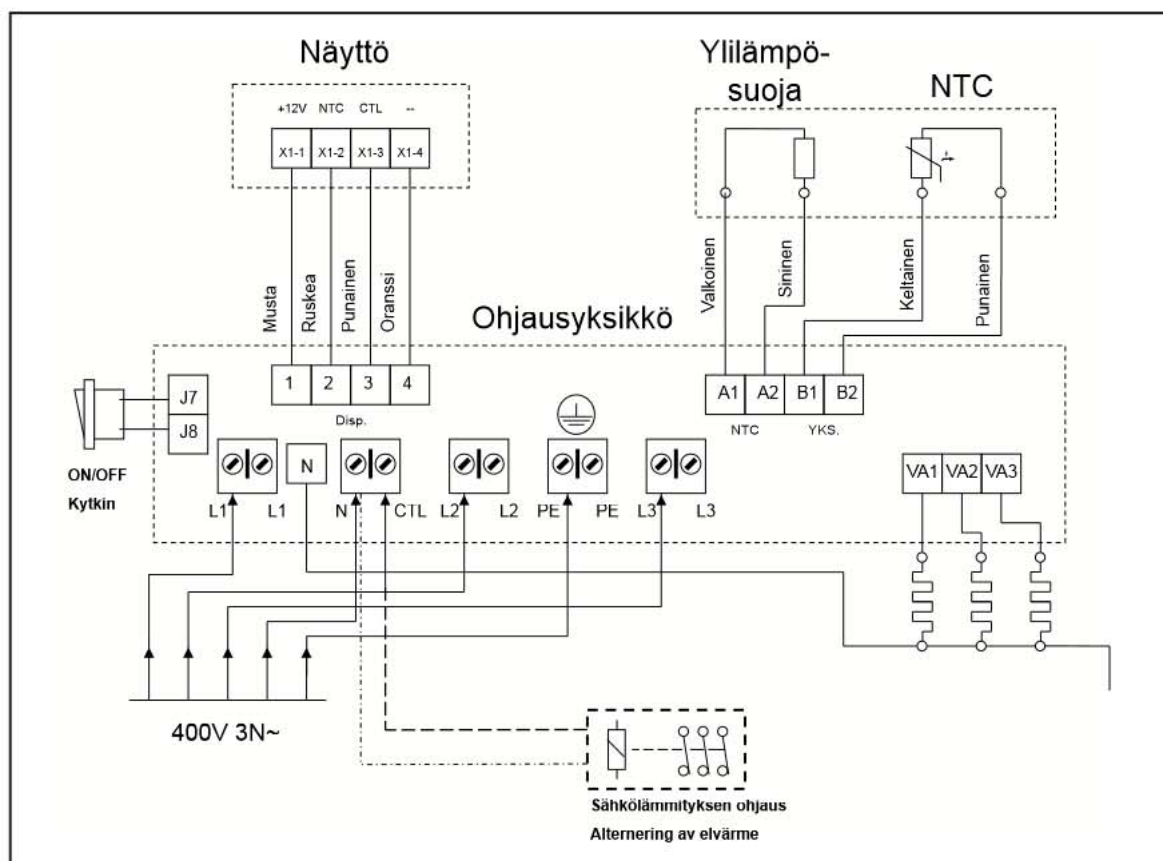 Näyttö
Ylilämpö-
suoja
NTC
+12V NTC CTL --
X1-1 X1-2 X1-3 X1-4
Musta
Ruskea
Punainen
Oranssi
Valkoinen
Sininen
Keltainen
Punainen
Ohjausyksikkö
J7
J8
1 2 3 4
Disp.
A1 A2 B1 B2
NTC YKS.
ON/OFF
Kytkin
N
VA1 VA2 VA3
L1 L1 N CTL L2 L2 PE PE L3 L3
400V 3N~
Sähkölämmityksen ohjaus
Alternering av elvärme